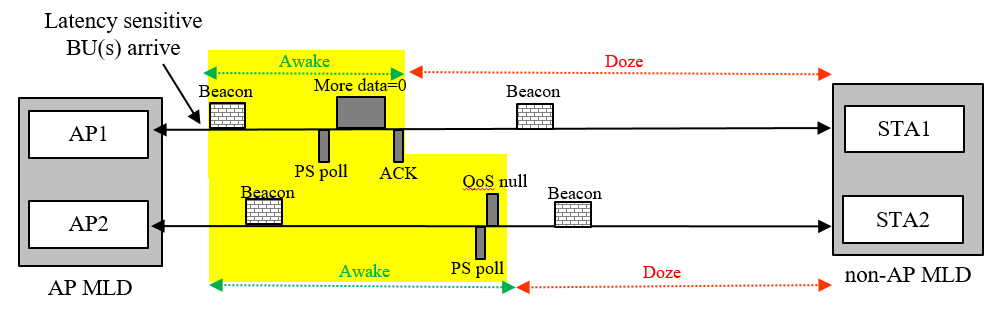 Latency sensitive
BU(s) arrive
Awake
Doze
Beacon
More data=0
Beacon
AP1
STA1
PS poll
ACK
QoS null
Beacon
Beacon
AP2
STA2
PS poll
Awake
Doze
AP MLD
non-AP MLD